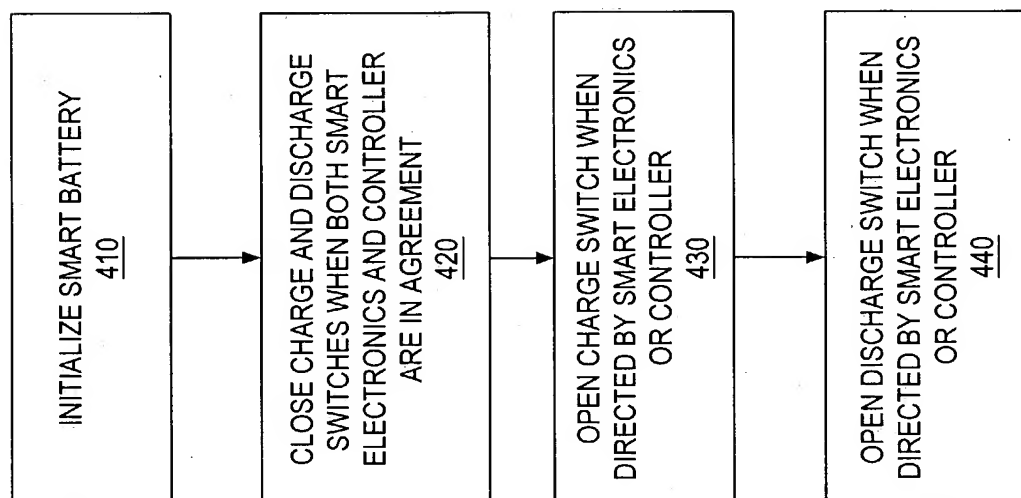 INITIALIZE SMART BATTERY
410
CLOSE CHARGE AND DISCHARGE
SWITCHES WHEN BOTH SMART
ELECTRONICS AND CONTROLLER
ARE IN AGREEMENT
420
OPEN CHARGE SWITCH WHEN
DIRECTED BY SMART ELECTRONICS
OR CONTROLLER
430
OPEN DISCHARGE SWITCH WHEN
DIRECTED BY SMART ELECTRONICS
OR CONTROLLER
440